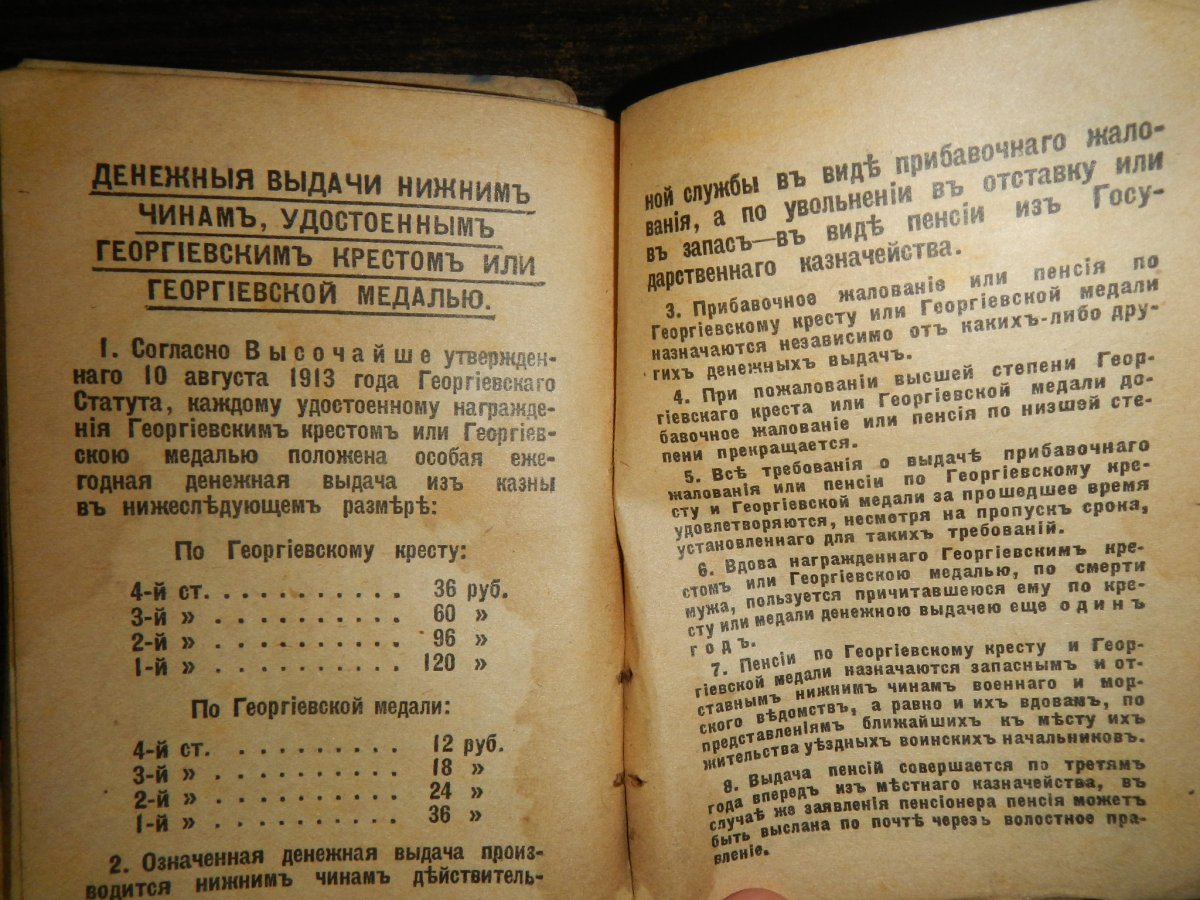 ДЕНЕЖНЫЯ ВЫДАЧИ НИЖНИМЪ
ЧИНАМЪ, УДОСТОЕННЫМЪ
ГЕОРГІЕВСКИМЪ КРЕСТОМЪ ИЛИ
ГЕОРГІЕВСКОЙ МЕДАЛЬЮ.
1. Согласно Высочайше утвержден-
наго 10 августа 1913 года Георгіевскаго
Статута, каждому удостоенному награжде-
нія Георгіевскимъ крестомъ или Георгіев-
скою медалью положена особая еже-
годная денежная выдача изъ казны
въ нижеслѣдующемъ размѣрѣ:
По Георгіевскому кресту:
4-й ст. . . . . . . . . . . . 36 руб.
3-й » . . . . . . . . . . . 60 »
2-й » . . . . . . . . . . . 96 »
1-й » . . . . . . . . . . . 120 »
По Георгіевской медали:
4-й ст. . . . . . . . . . . 12 руб.
3-й » . . . . . . . . . . 18 »
2-й » . . . . . . . . . . 24 »
1-й » . . . . . . . . . . 36 »
2. Означенная денежная выдача произ-
водится нижнимъ чинамъ дѣйствитель-
ной службы въ видѣ прибавочнаго жало-
ванія, а по увольненіи въ отставку или
въ запасъ—въ видѣ пенсіи изъ Госу-
дарственнаго казначейства.
3. Прибавочное жалованіе или пенсія по
Георгіевскому кресту или Георгіевской медали
назначаются независимо отъ какихъ-либо дру-
гихъ денежныхъ выдачъ.
4. При пожалованіи высшей степени Геор-
гіевскаго креста или Георгіевской медали до-
бавочное жалованіе или пенсія по низшей сте-
пени прекращается.
5. Всѣ требованія о выдачѣ прибавочнаго
жалованія или пенсіи по Георгіевскому кре-
сту и Георгіевской медали за прошедшее время
удовлетворяются, несмотря на пропускъ срока,
установленнаго для такихъ требованій.
6. Вдова награжденнаго Георгіевскимъ кре-
стомъ или Георгіевскою медалью, по смерти
мужа, пользуется причитавшеюся ему по кре-
сту или медали денежною выдачею еще одинъ
годъ.
7. Пенсіи по Георгіевскому кресту и Геор-
гіевской медали назначаются запаснымъ и от-
ставнымъ нижнимъ чинамъ военнаго и мор-
ского вѣдомствъ, а равно и ихъ вдовамъ, по
представленіямъ ближайшихъ къ мѣсту ихъ
жительства уѣздныхъ воинскихъ начальниковъ.
8. Выдача пенсій совершается по третямъ
года впередъ изъ мѣстнаго казначейства, въ
случаѣ же заявленія пенсіонера пенсія можетъ
быть выслана по почтѣ черезъ волостное пра-
вленіе.